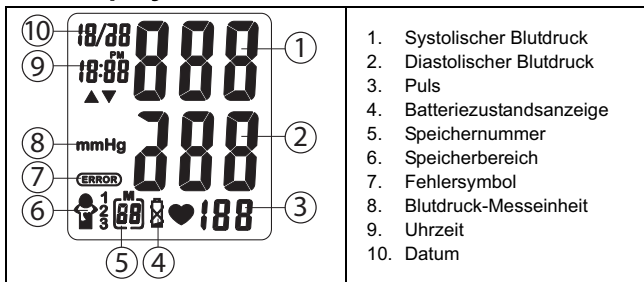 10 18/38 888 1
PM
9 18:88
▲▼
8 mmHg 288 2
7 ERROR
6 1 M 188 3
2 88
3
5 4
1. Systolischer Blutdruck
2. Diastolischer Blutdruck
3. Puls
4. Batteriezustandsanzeige
5. Speichernummer
6. Speicherbereich
7. Fehlersymbol
8. Blutdruck-Messeinheit
9. Uhrzeit
10. Datum